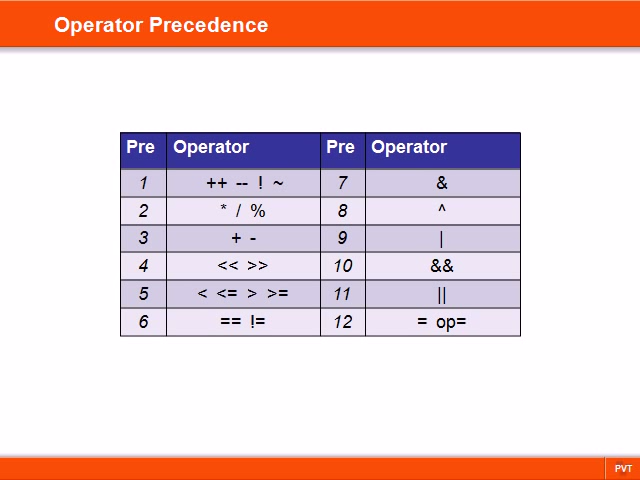 Operator Precedence
Pre Operator Pre Operator
1 ++ -- ! ~ 7 &
2 * / % 8 ^
3 + - 9 |
4 << >> 10 &&
5 < <= > >= 11 ||
6 == != 12 = op=
PVT